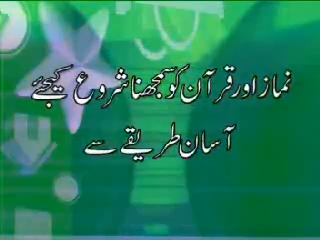 نماز اور قرآن کو سمجھنا شروع کیجئے
آسان طریقے سے